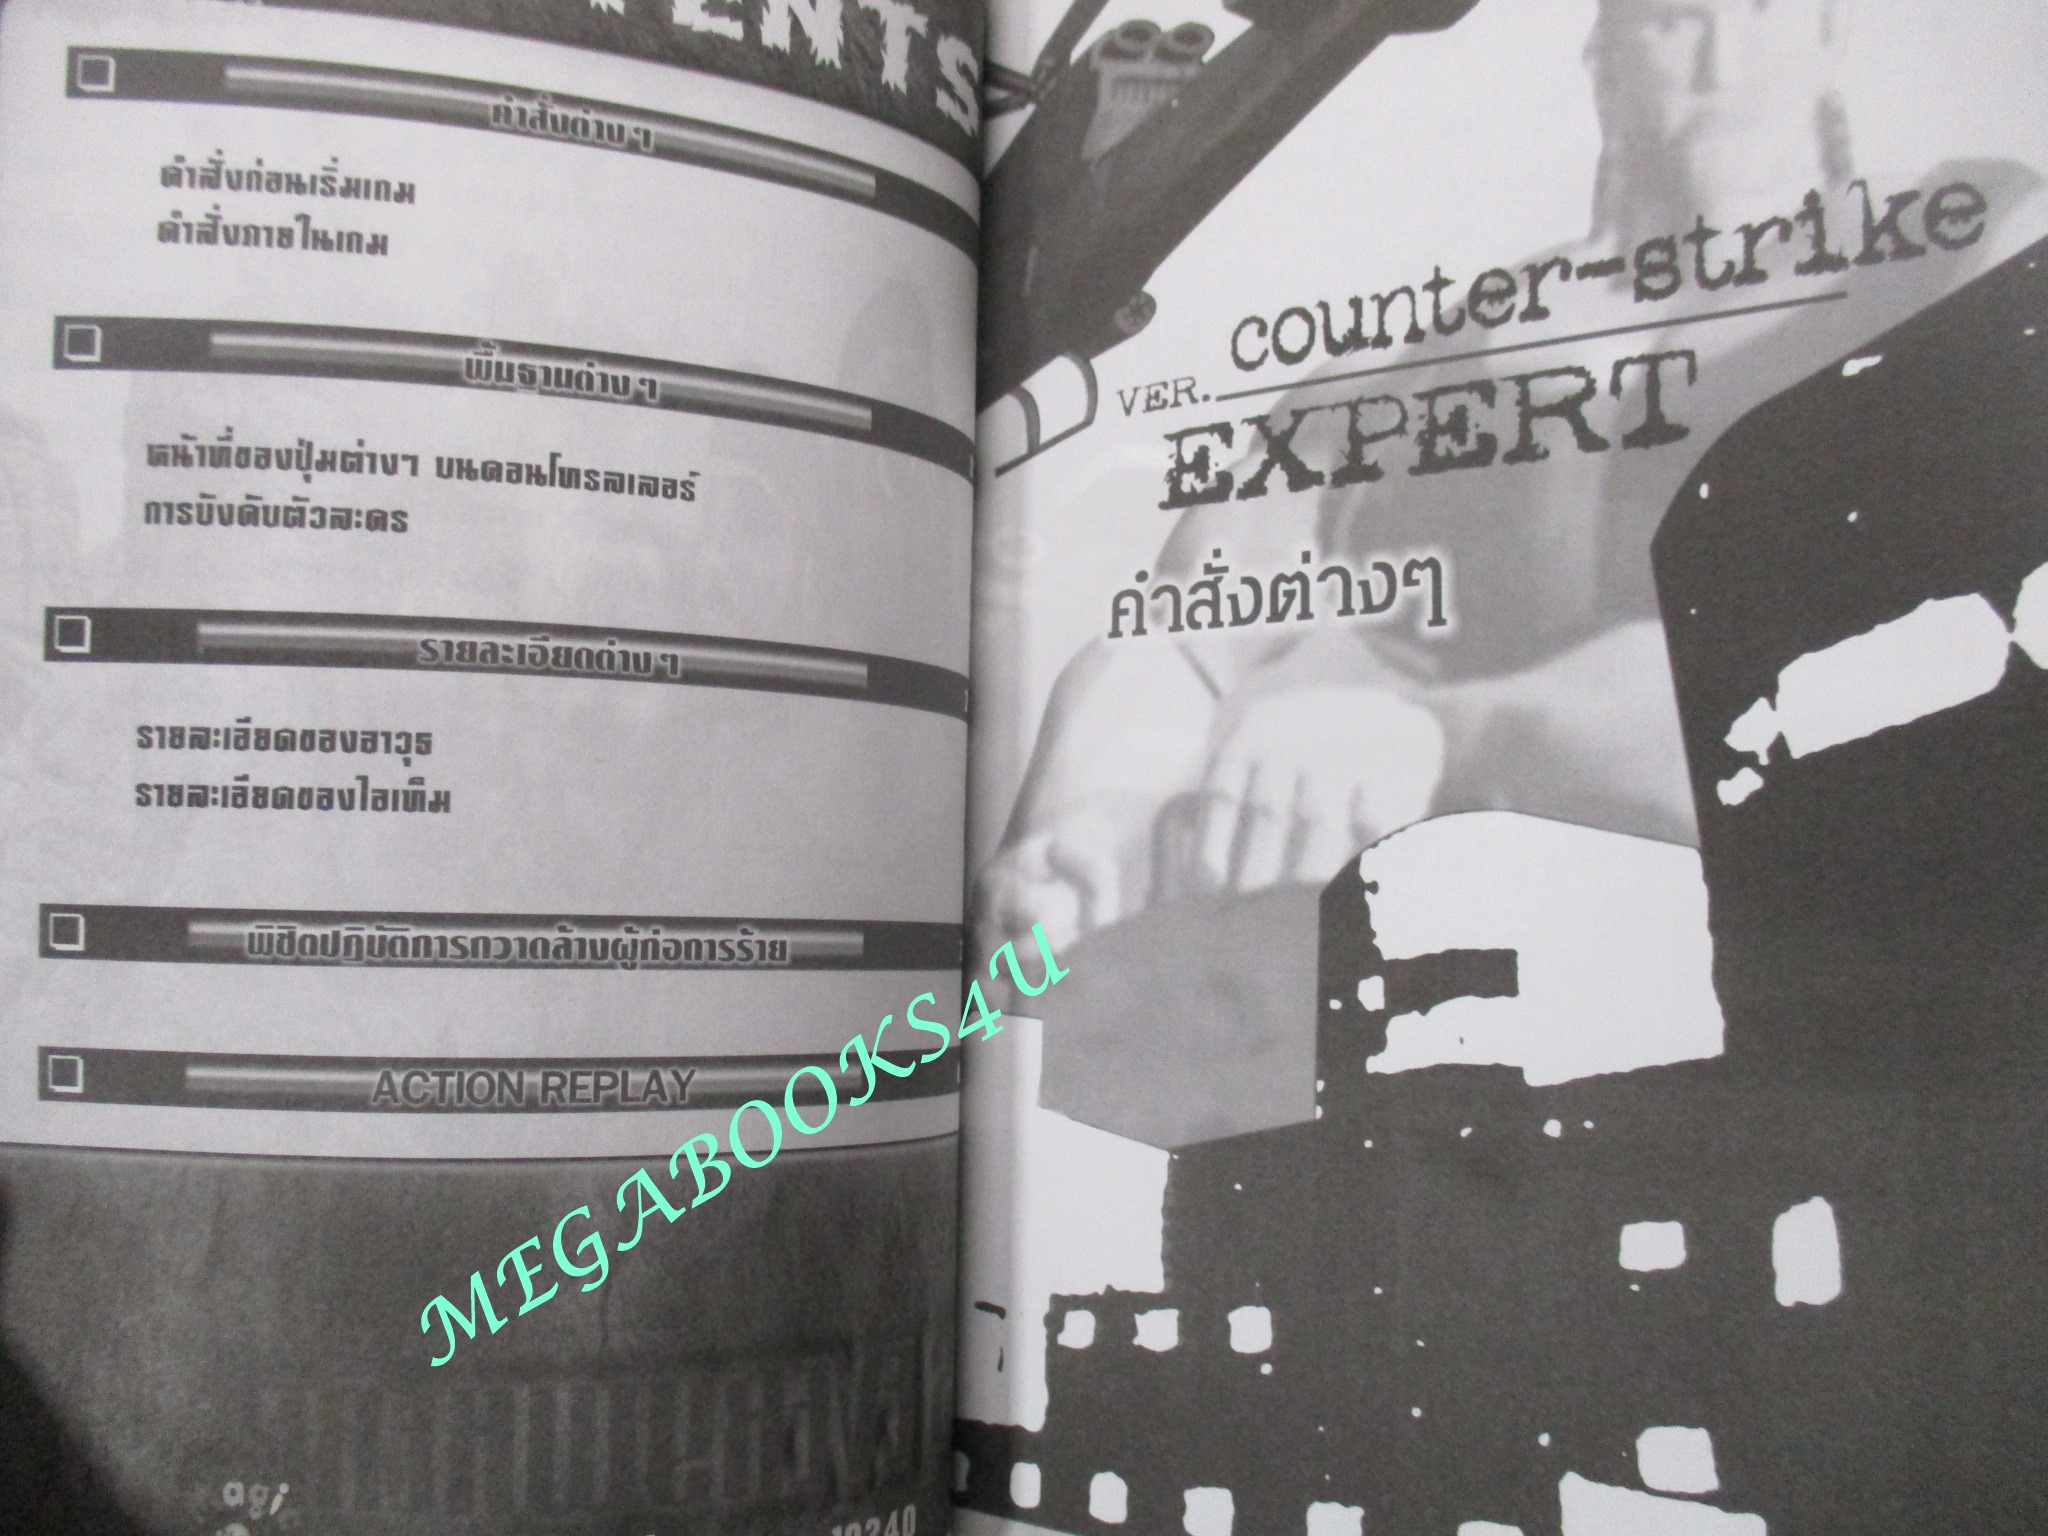 คำสั่งต่างๆ
คำสั่งก่อนเริ่มเกม
คำสั่งภายในเกม
พื้นฐานต่างๆ
หน้าที่ของปุ่มต่างๆ บนคอนโทรลเลอร์
การบังคับตัวละคร
รายละเอียดต่างๆ
รายละเอียดของอาวุธ
รายละเอียดของไอเท็ม
พิชิตปฏิบัติการกวาดล้างผู้ก่อการร้าย
ACTION REPLAY
agi
10240
counter-strike
VER.
EXPERT
คำสั่งต่างๆ
MEGABOOKS4U